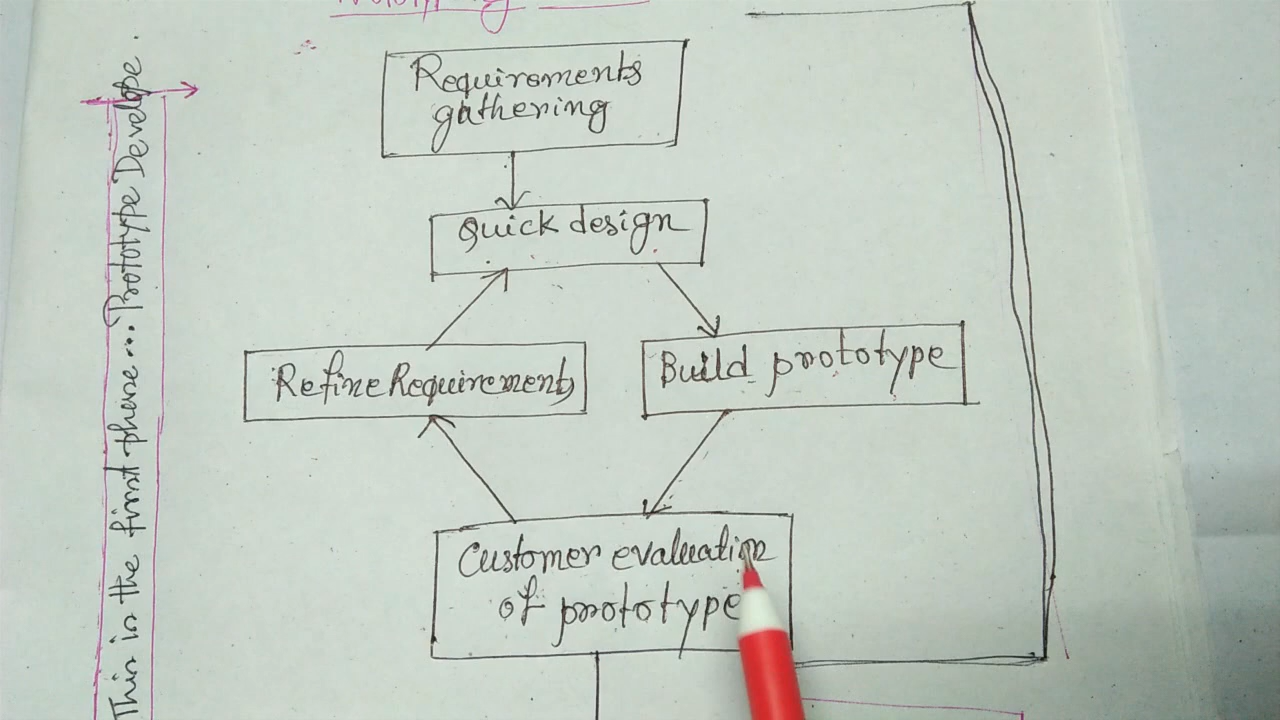 Prototyping
Requirements
gathering
Quick design
Refine Requirements
Build prototype
Customer evaluation
of prototype
This is the first phase... Prototype Develope.